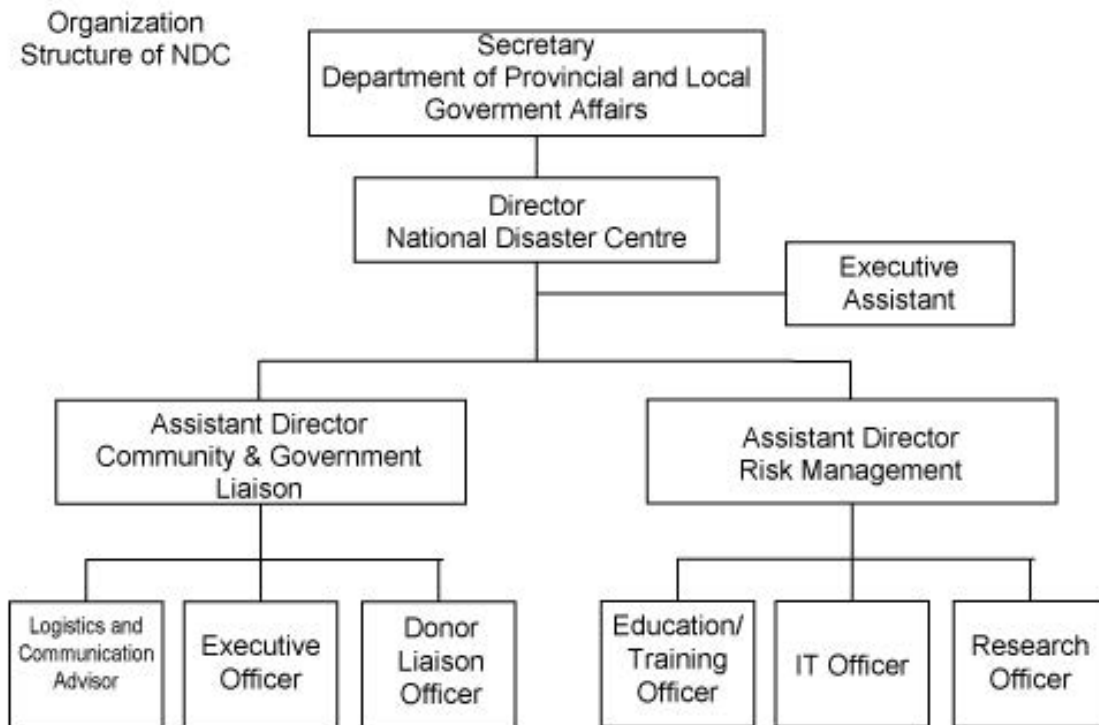 Organization
Structure of NDC
Secretary
Department of Provincial and Local
Goverment Affairs
Director
National Disaster Centre
Executive
Assistant
Assistant Director
Community & Government
Liaison
Assistant Director
Risk Management
Logistics and
Communication
Advisor
Executive
Officer
Donor
Liaison
Officer
Education/
Training
Officer
IT Officer
Research
Officer